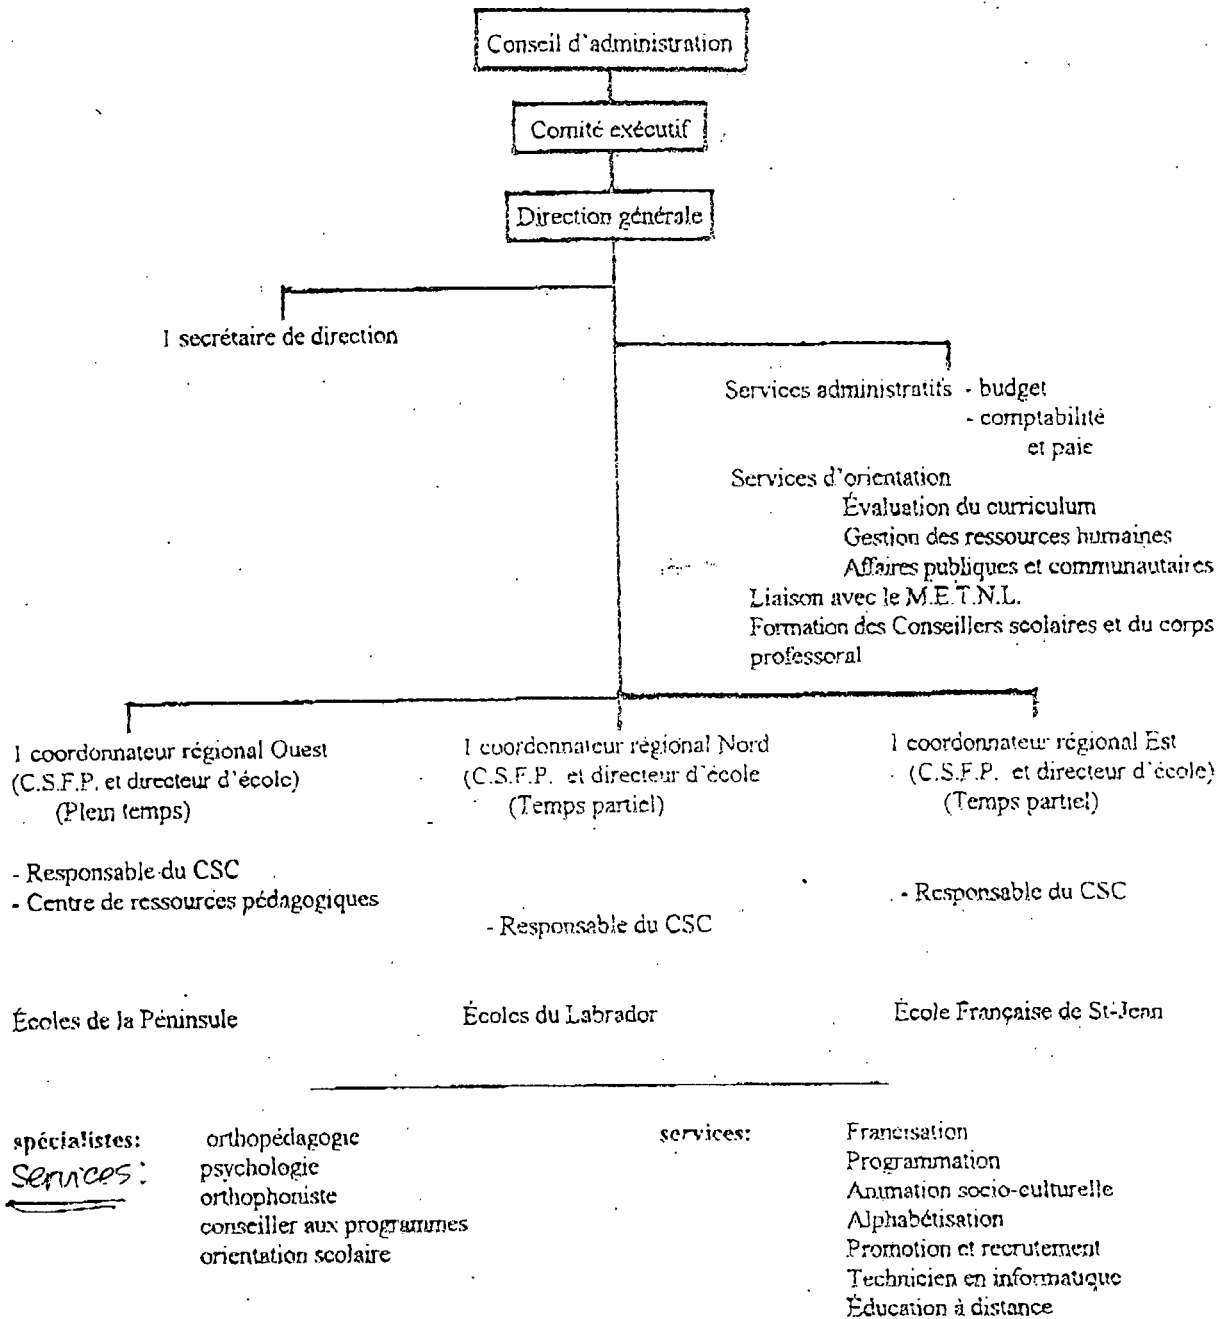 Conseil d'administration
Comité exécutif
Direction générale
1 secrétaire de direction
Services administratifs - budget
- comptabilité
et paie
Services d'orientation
Évaluation du curriculum
Gestion des ressources humaines
Affaires publiques et communautaires
Liaison avec le M.E.T.N.L.
Formation des Conseillers scolaires et du corps
professoral
1 coordonnateur régional Ouest
(C.S.F.P. et directeur d'école)
(Plein temps)
- Responsable du CSC
- Centre de ressources pédagogiques
Écoles de la Péninsule
1 coordonnateur régional Nord
(C.S.F.P. et directeur d'école
(Temps partiel)
- Responsable du CSC
Écoles du Labrador
1 coordonnateur régional Est
(C.S.F.P. et directeur d'école)
(Temps partiel)
- Responsable du CSC
École Française de St-Jean
spécialistes:
services:
orthopédagogie
psychologie
orthophoniste
conseiller aux programmes
orientation scolaire
services:
Francisation
Programmation
Animation socio-culturelle
Alphabétisation
Promotion et recrutement
Technicien en informatique
Éducation à distance